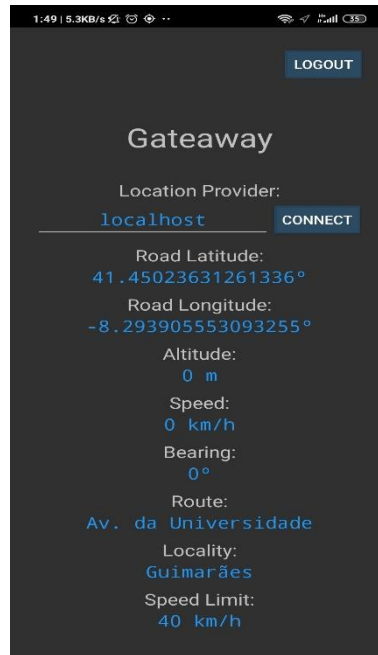 1:49 | 5.3KB/s
LOGOUT
Gateaway
Location Provider:
localhost CONNECT
Road Latitude:
41.45023631261336°
Road Longitude:
-8.293905553093255°
Altitude:
0 m
Speed:
0 km/h
Bearing:
0°
Route:
Av. da Universidade
Locality:
Guimarães
Speed Limit:
40 km/h